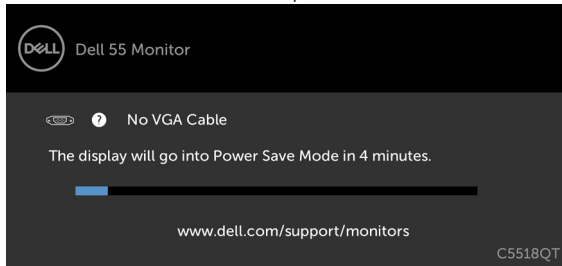 DELL
Dell 55 Monitor
? No VGA Cable
The display will go into Power Save Mode in 4 minutes.
www.dell.com/support/monitors
C5518QT